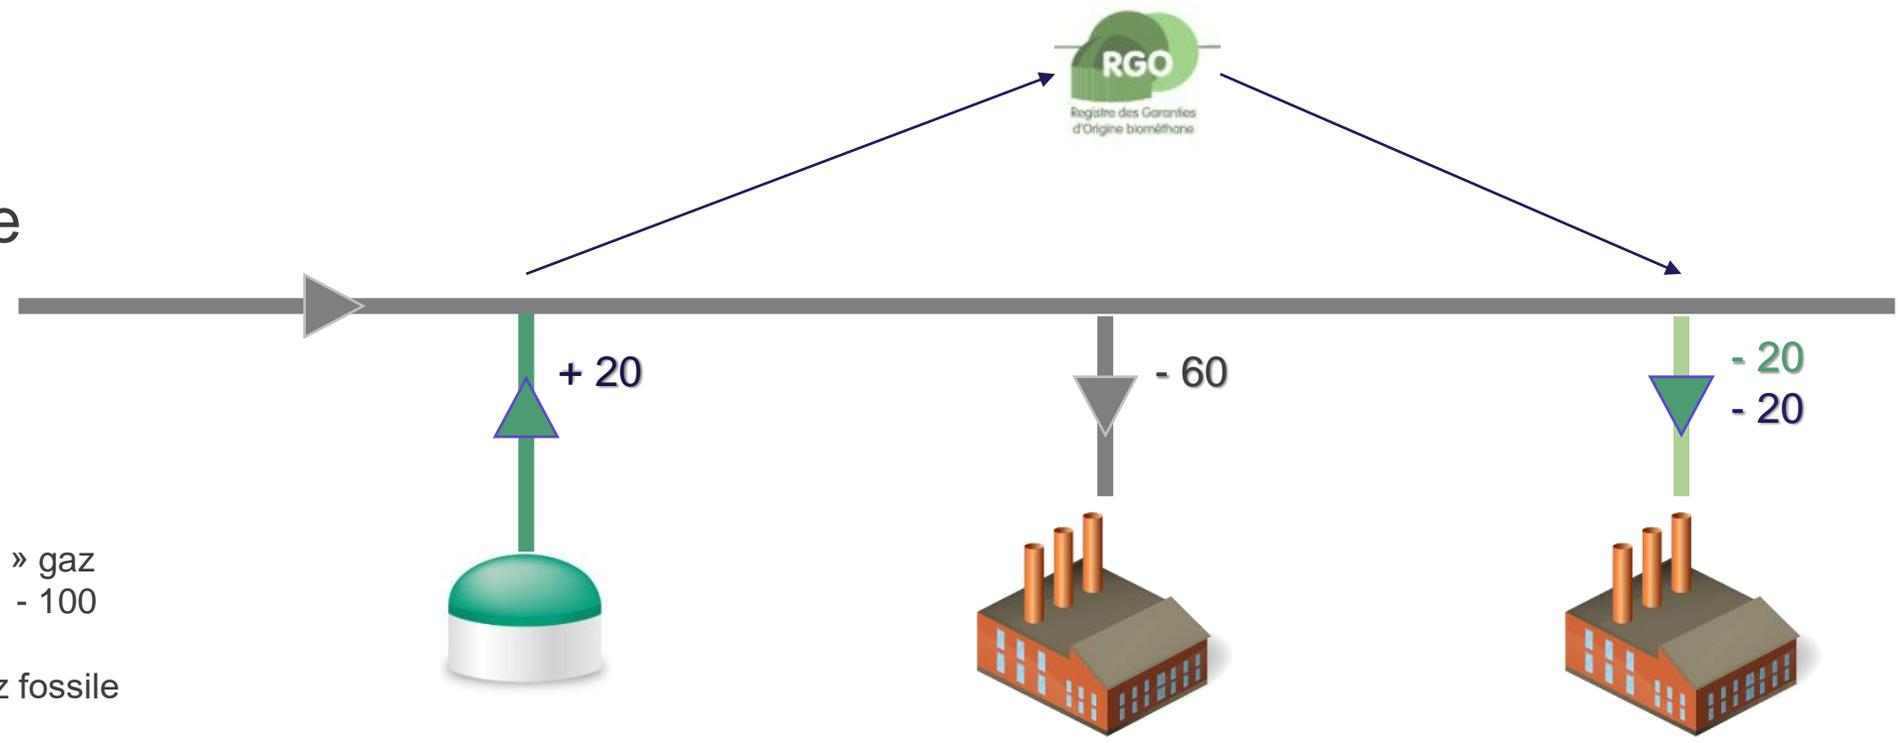 RGO
Registre des Garanties
d'Origine biométhane
e
+ 20
- 60
- 20
- 20
» gaz
- 100
z fossile